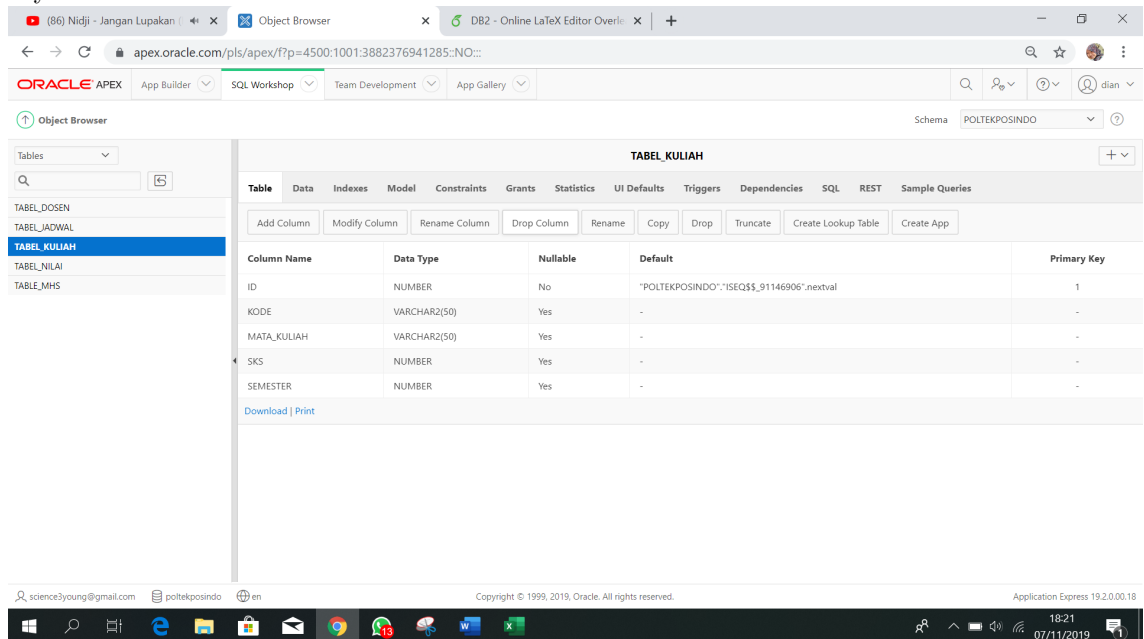 (86) Nidji - Jangan Lupakan
Object Browser
DB2 - Online LaTeX Editor Overle
apex.oracle.com/pls/apex/f?p=4500:1001:3882376941285::NO:::
ORACLE APEX App Builder SQL Workshop Team Development App Gallery dian
Object Browser Schema POLTEKPOSINDO
Tables
TABEL_DOSEN
TABEL_JADWAL
TABEL_KULIAH
TABEL_NILAI
TABLE_MHS
TABEL_KULIAH
Table Data Indexes Model Constraints Grants Statistics UI Defaults Triggers Dependencies SQL REST Sample Queries
Add Column Modify Column Rename Column Drop Column Rename Copy Drop Truncate Create Lookup Table Create App
Column Name Data Type Nullable Default Primary Key
ID NUMBER No "POLTEKPOSINDO"."ISEQ$$_91146906".nextval 1
KODE VARCHAR2(50) Yes - -
MATA_KULIAH VARCHAR2(50) Yes - -
SKS NUMBER Yes - -
SEMESTER NUMBER Yes - -
Download | Print
science3young@gmail.com poltekposindo en Copyright © 1999, 2019, Oracle. All rights reserved. Application Express 19.2.0.00.18
13
18:21
07/11/2019
1